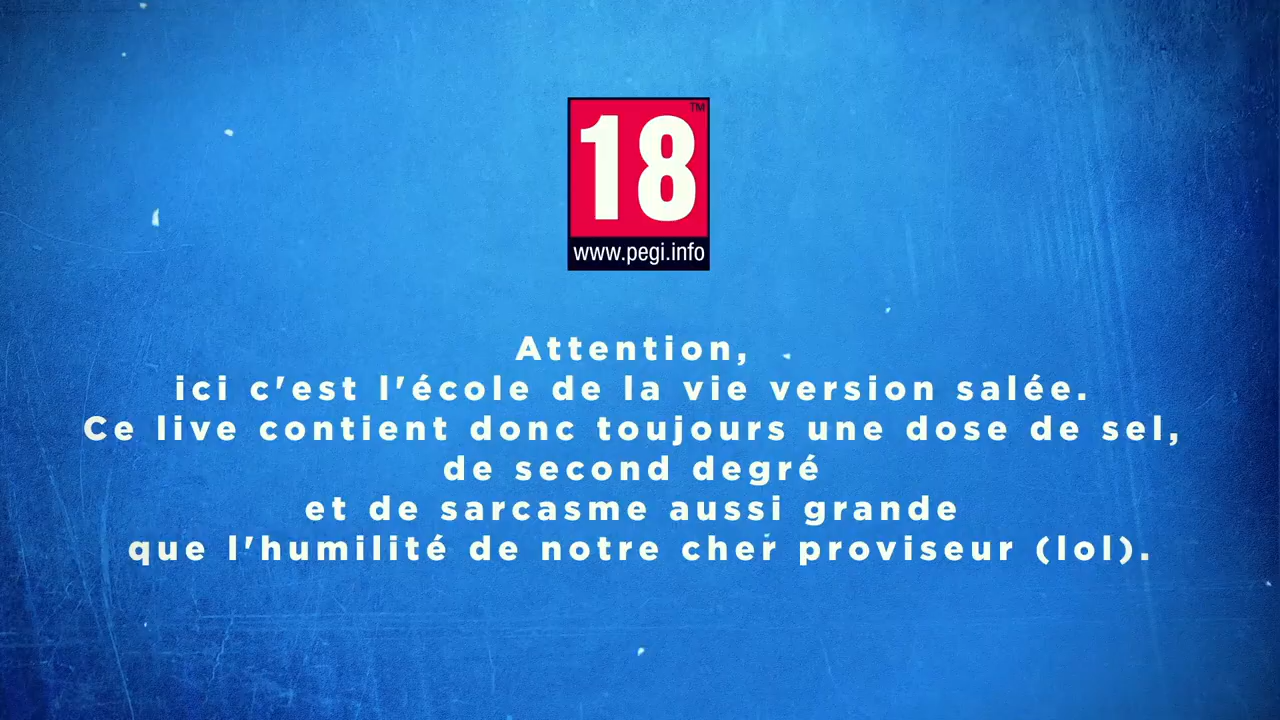 18
TM
www.pegi.info
Attention,
ici c'est l'école de la vie version salée.
Ce live contient donc toujours une dose de sel,
de second degré
et de sarcasme aussi grande
que l'humilité de notre cher proviseur (lol).